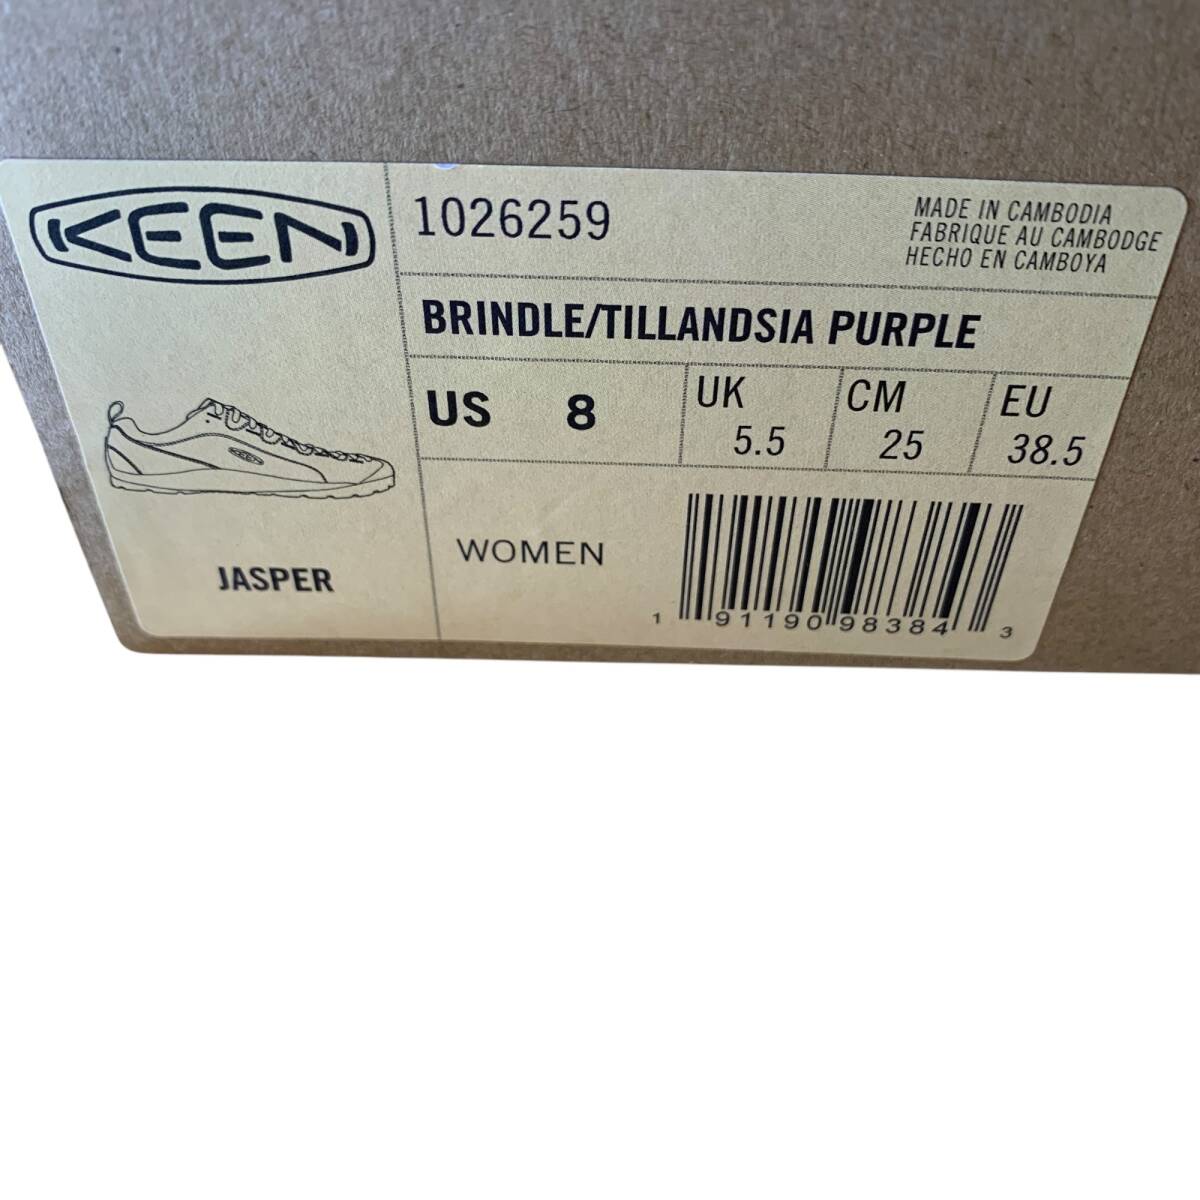 KEEN
1026259
MADE IN CAMBODIA
FABRIQUE AU CAMBODGE
HECHO EN CAMBOYA
BRINDLE/TILLANDSIA PURPLE
US 8
UK 5.5
CM 25
EU 38.5
KEEN
JASPER
WOMEN
1 91190 98384 3